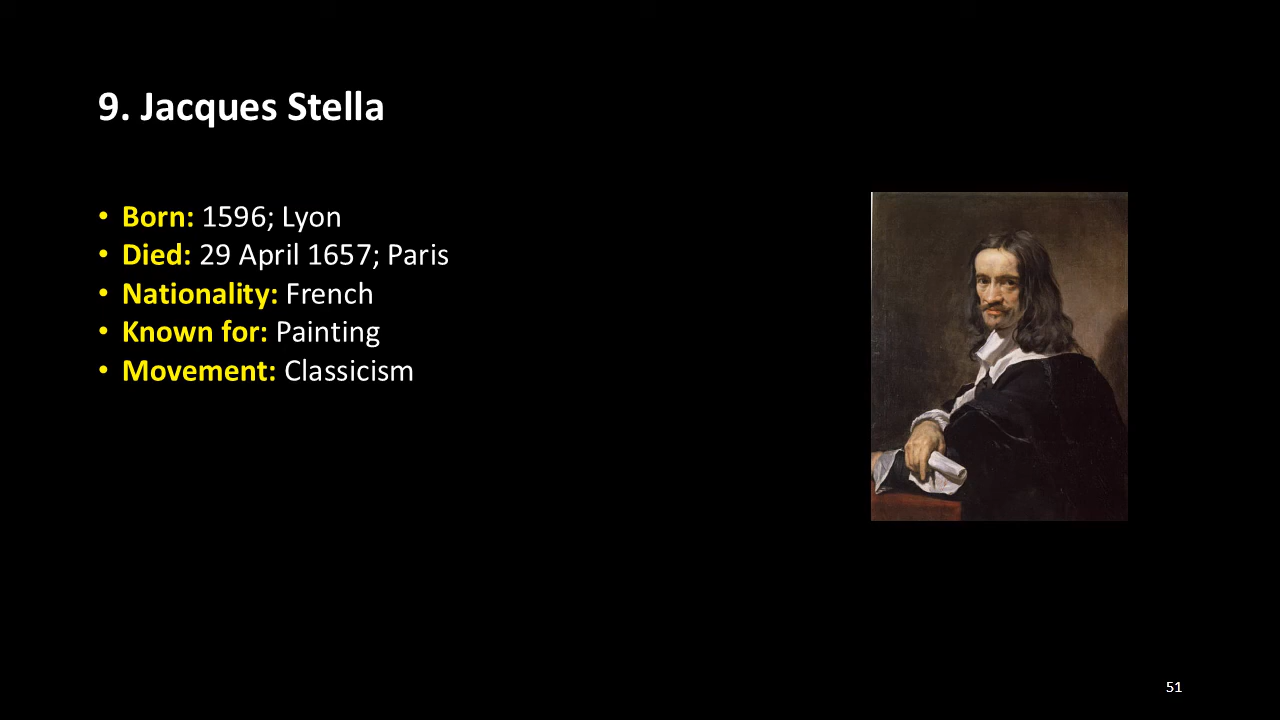 9. Jacques Stella
• Born: 1596; Lyon
• Died: 29 April 1657; Paris
• Nationality: French
• Known for: Painting
• Movement: Classicism
51